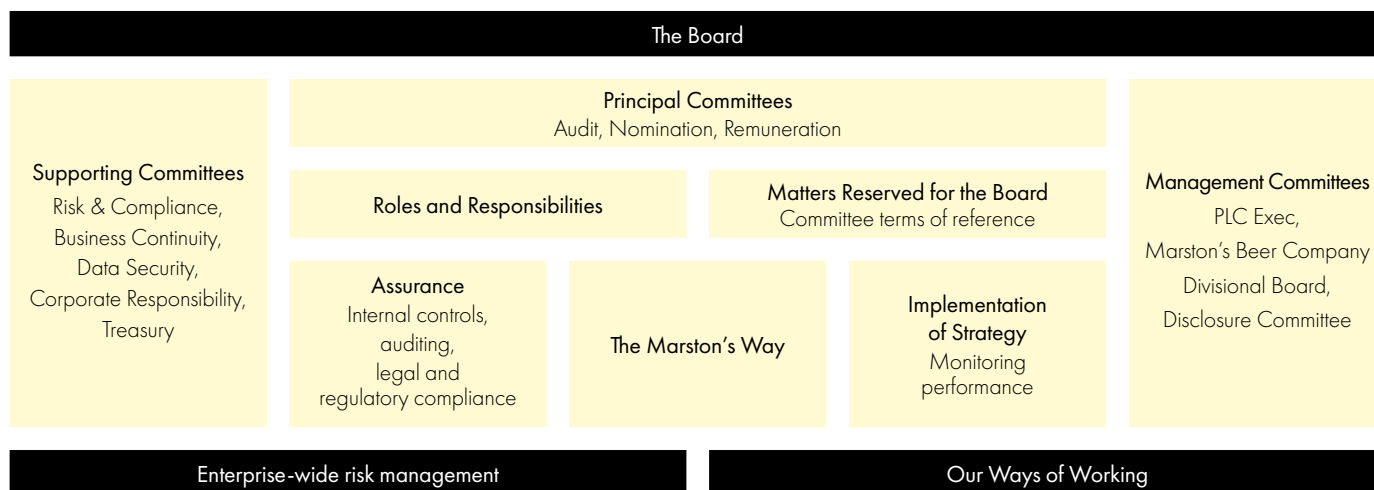 The Board
Supporting Committees
Risk & Compliance,
Business Continuity,
Data Security,
Corporate Responsibility,
Treasury
Principal Committees
Audit, Nomination, Remuneration
Roles and Responsibilities
Matters Reserved for the Board
Committee terms of reference
Assurance
Internal controls,
auditing,
legal and
regulatory compliance
The Marston’s Way
Implementation
of Strategy
Monitoring
performance
Management Committees
PLC Exec,
Marston’s Beer Company
Divisional Board,
Disclosure Committee
Enterprise-wide risk management
Our Ways of Working